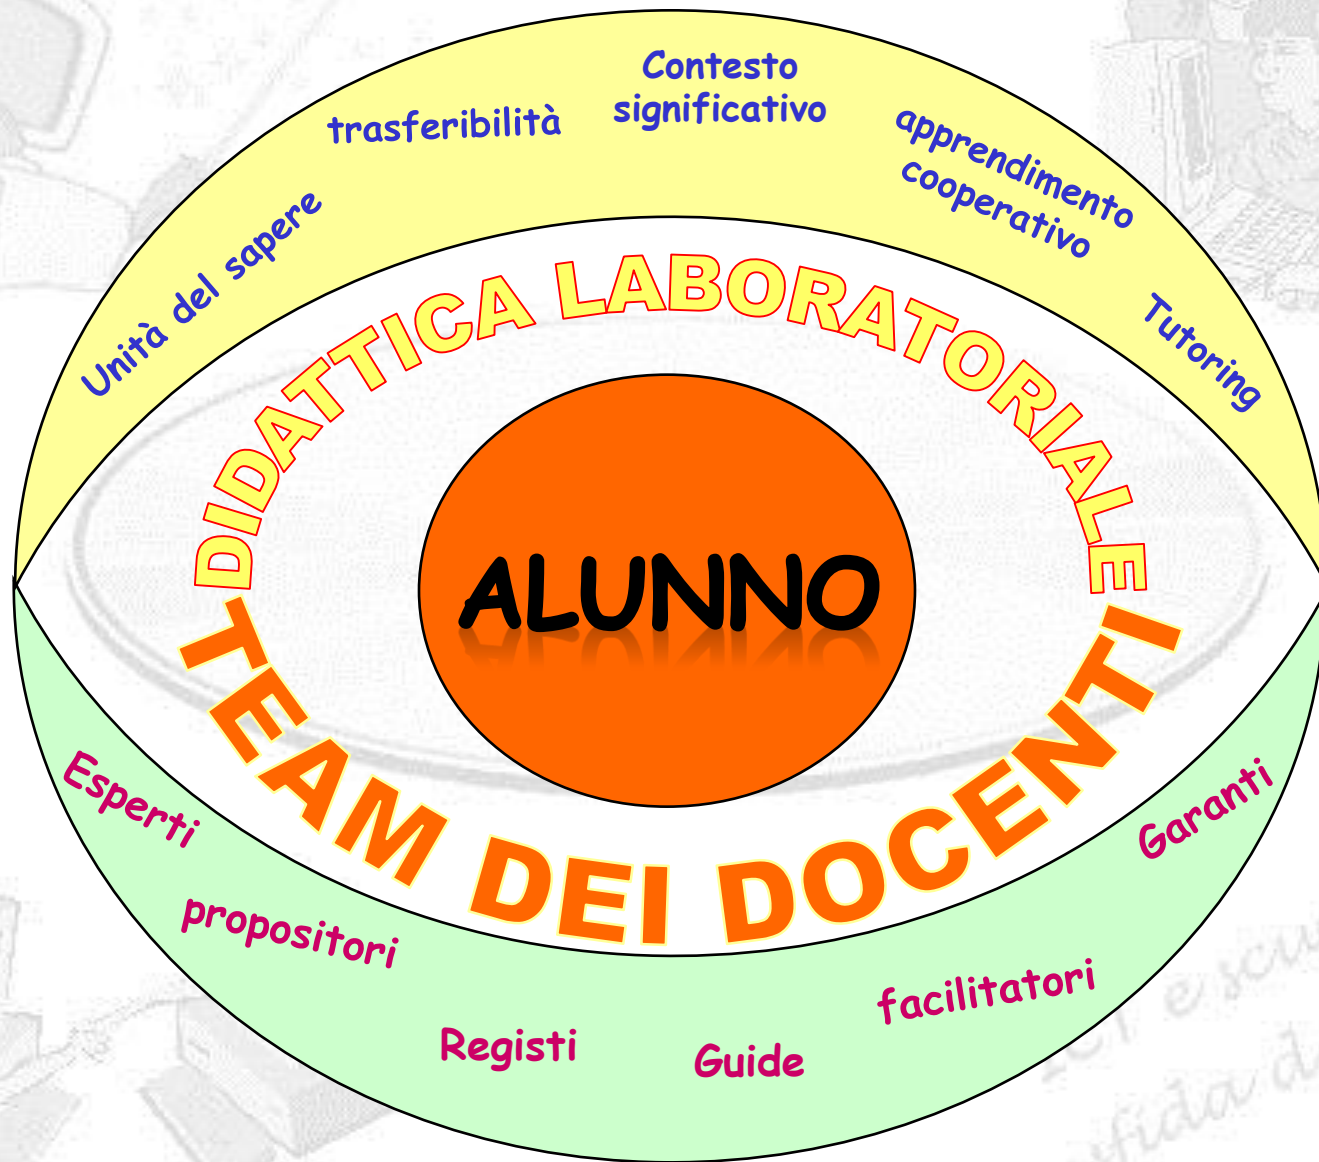 Contesto
significativo
trasferibilità
apprendimento
cooperativo
Unità del sapere
Tutoring
DIDATTICA LABORATORIALE
ALUNNO
TEAM DEI DOCENTI
Esperti
propositori
Registi
Guide
facilitatori
Garanti